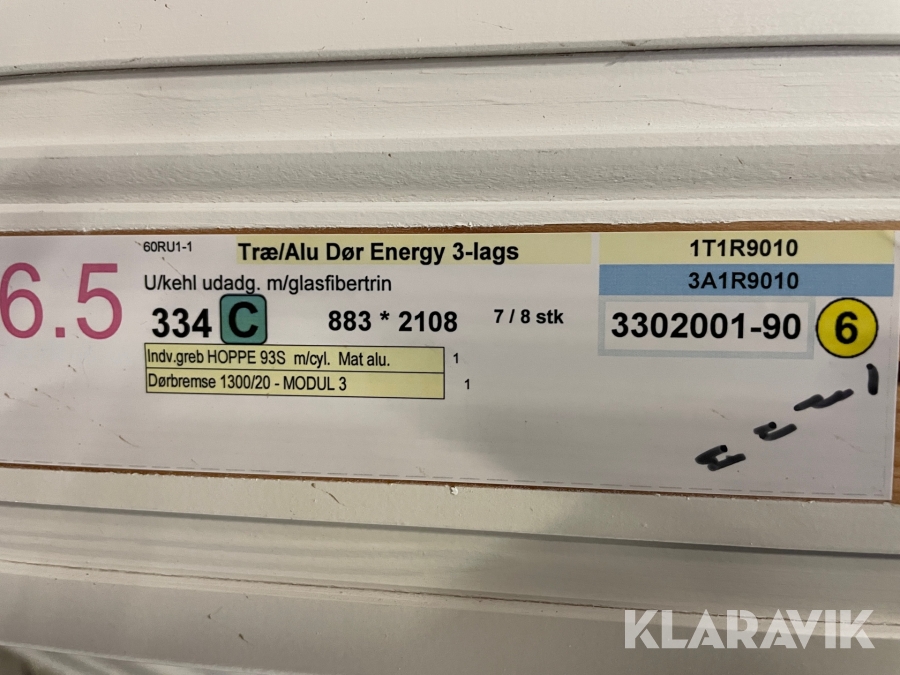 6.5
60RU1-1
Træ/Alu Dør Energy 3-lags
U/kehl udadg. m/glasfibertrin
334 C 883 * 2108 7 / 8 stk
Indv.greb HOPPE 93S m/cyl. Mat alu. 1
Dørbremse 1300/20 - MODUL 3 1
1T1R9010
3A1R9010
3302001-90 6
KLARAVIK